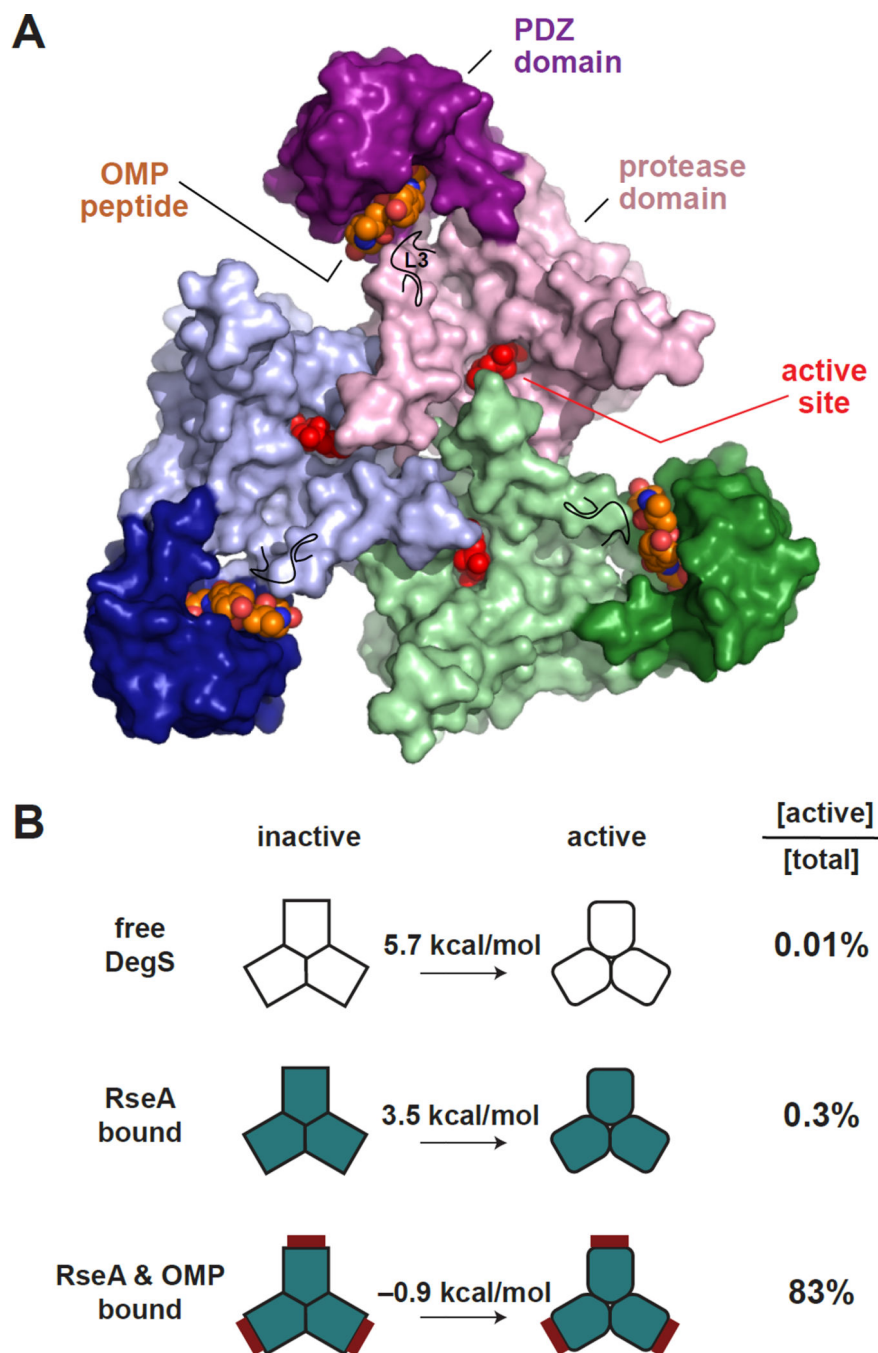 A
PDZ
domain
OMP
peptide
protease
domain
L3
active
site
B
inactive
active
[active]
[total]
free
DegS
5.7 kcal/mol
0.01%
RseA
bound
3.5 kcal/mol
0.3%
RseA & OMP
bound
–0.9 kcal/mol
83%